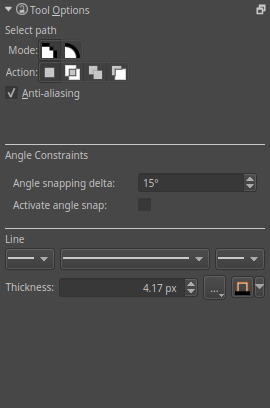 Tool Options
Select path
Mode:
Action:
Anti-aliasing
Angle Constraints
Angle snapping delta: 15°
Activate angle snap:
Line
Thickness: 4.17 px ...